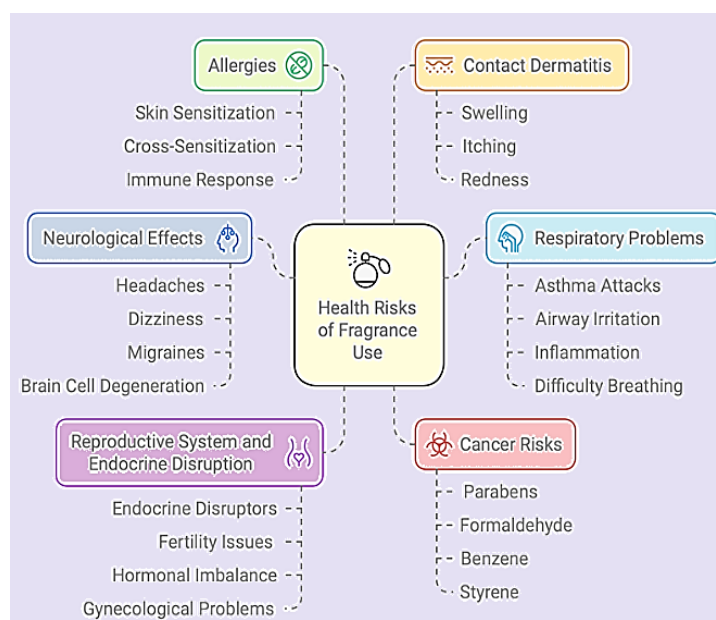 Allergies
Skin Sensitization
Cross-Sensitization
Immune Response
Contact Dermatitis
Swelling
Itching
Redness
Neurological Effects
Headaches
Dizziness
Migraines
Brain Cell Degeneration
Health Risks
of Fragrance
Use
Respiratory Problems
Asthma Attacks
Airway Irritation
Inflammation
Difficulty Breathing
Reproductive System and
Endocrine Disruption
Endocrine Disruptors
Fertility Issues
Hormonal Imbalance
Gynecological Problems
Cancer Risks
Parabens
Formaldehyde
Benzene
Styrene